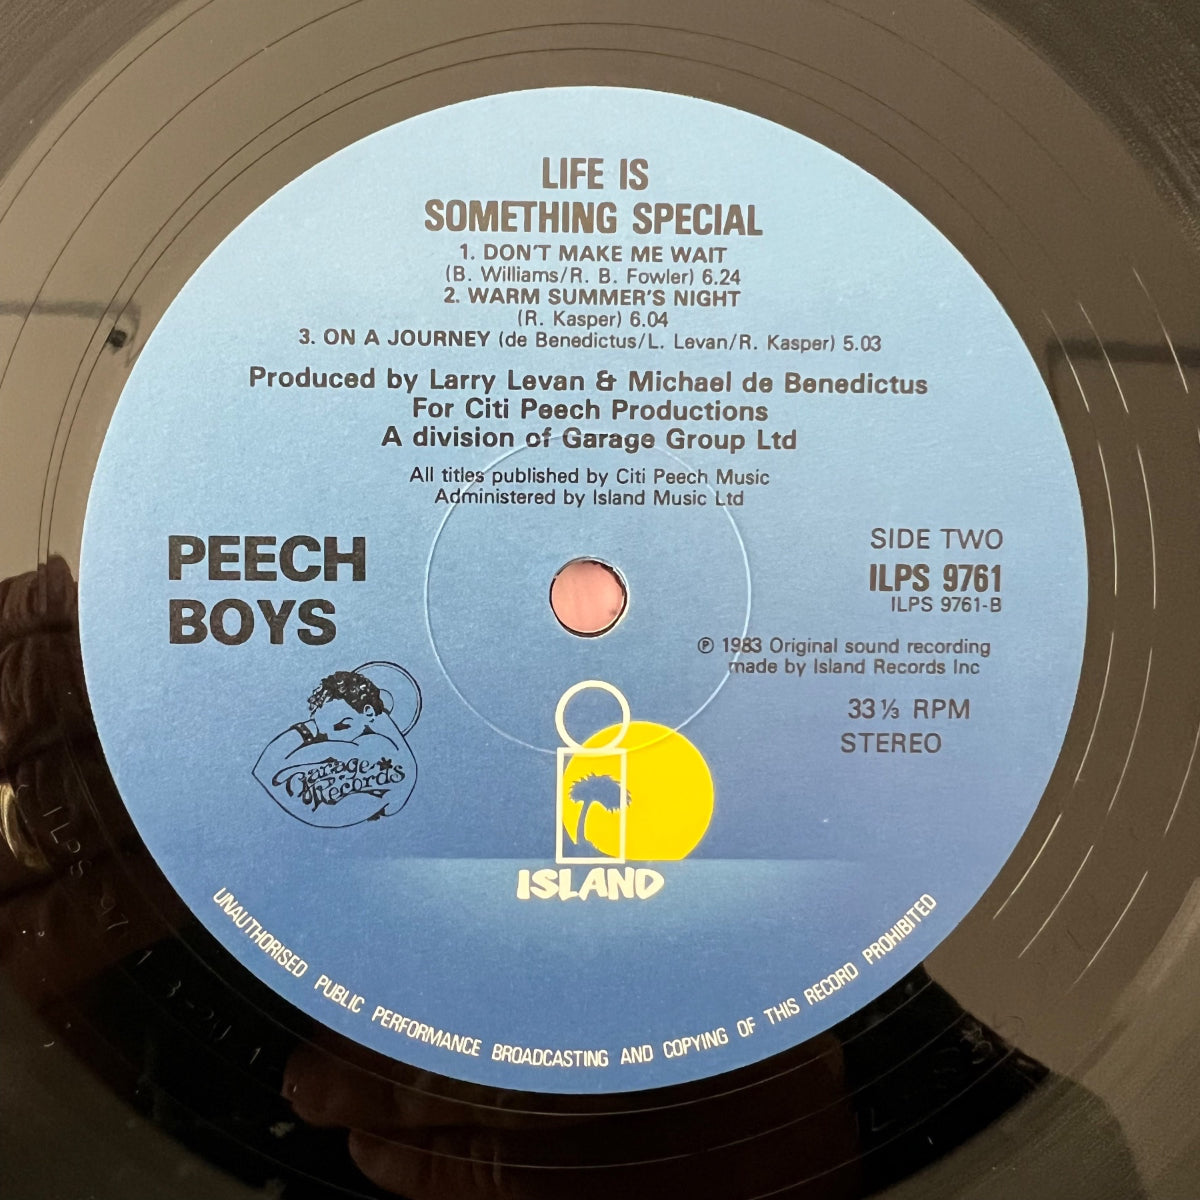 LIFE IS
SOMETHING SPECIAL
1. DON'T MAKE ME WAIT
(B. Williams/R. B. Fowler) 6.24
2. WARM SUMMER'S NIGHT
(R. Kasper) 6.04
3. ON A JOURNEY (de Benedictus/L. Levan/R. Kasper) 5.03
Produced by Larry Levan & Michael de Benedictus
For Citi Peech Productions
A division of Garage Group Ltd
All titles published by Citi Peech Music
Administered by Island Music Ltd
PEECH
BOYS
SIDE TWO
ILPS 9761
ILPS 9761-B
℗ 1983 Original sound recording
made by Island Records Inc
33⅓ RPM
STEREO
Garage
Records
ISLAND
UNAUTHORISED PUBLIC PERFORMANCE BROADCASTING AND COPYING OF THIS RECORD PROHIBITED
ILPS 97